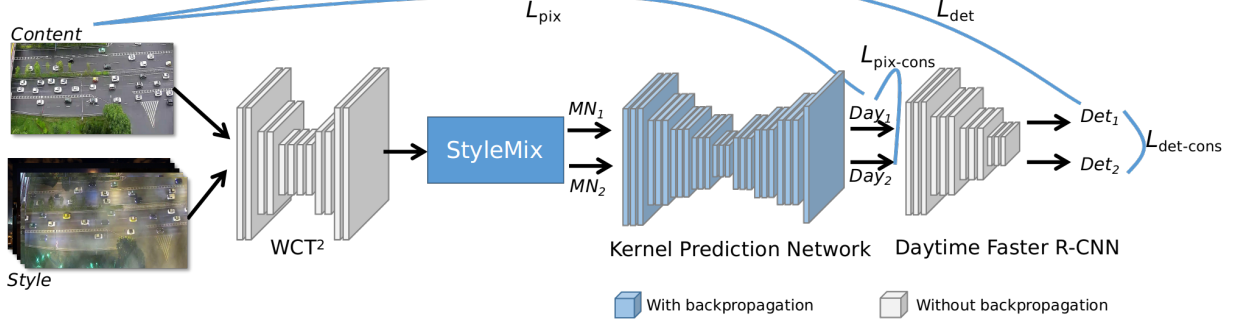 L_pix
L_det
Content
L_pix-cons
MN_1
Day_1
Det_1
StyleMix
L_det-cons
MN_2
Day_2
Det_2
WCT²
Kernel Prediction Network
Daytime Faster R-CNN
Style
With backpropagation
Without backpropagation